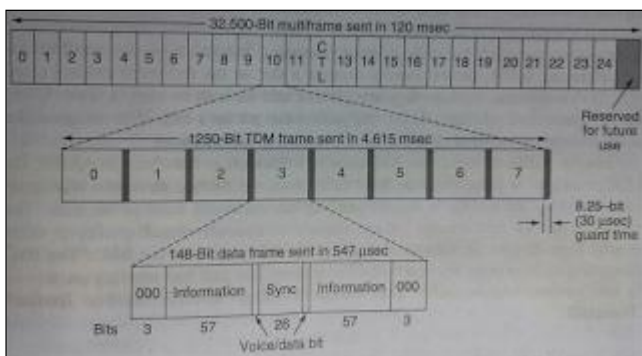 32,500-Bit multiframe sent in 120 msec
0 1 2 3 4 5 6 7 8 9 10 11 CTL 13 14 15 16 17 18 19 20 21 22 23 24
Reserved
for future
use
1250-Bit TDM frame sent in 4.615 msec
0 1 2 3 4 5 6 7
8.25–bit
(30 µsec)
guard time
148-Bit data frame sent in 547 µsec
000 Information Sync Information 000
Bits 3 57 26 57 3
Voice/data bit